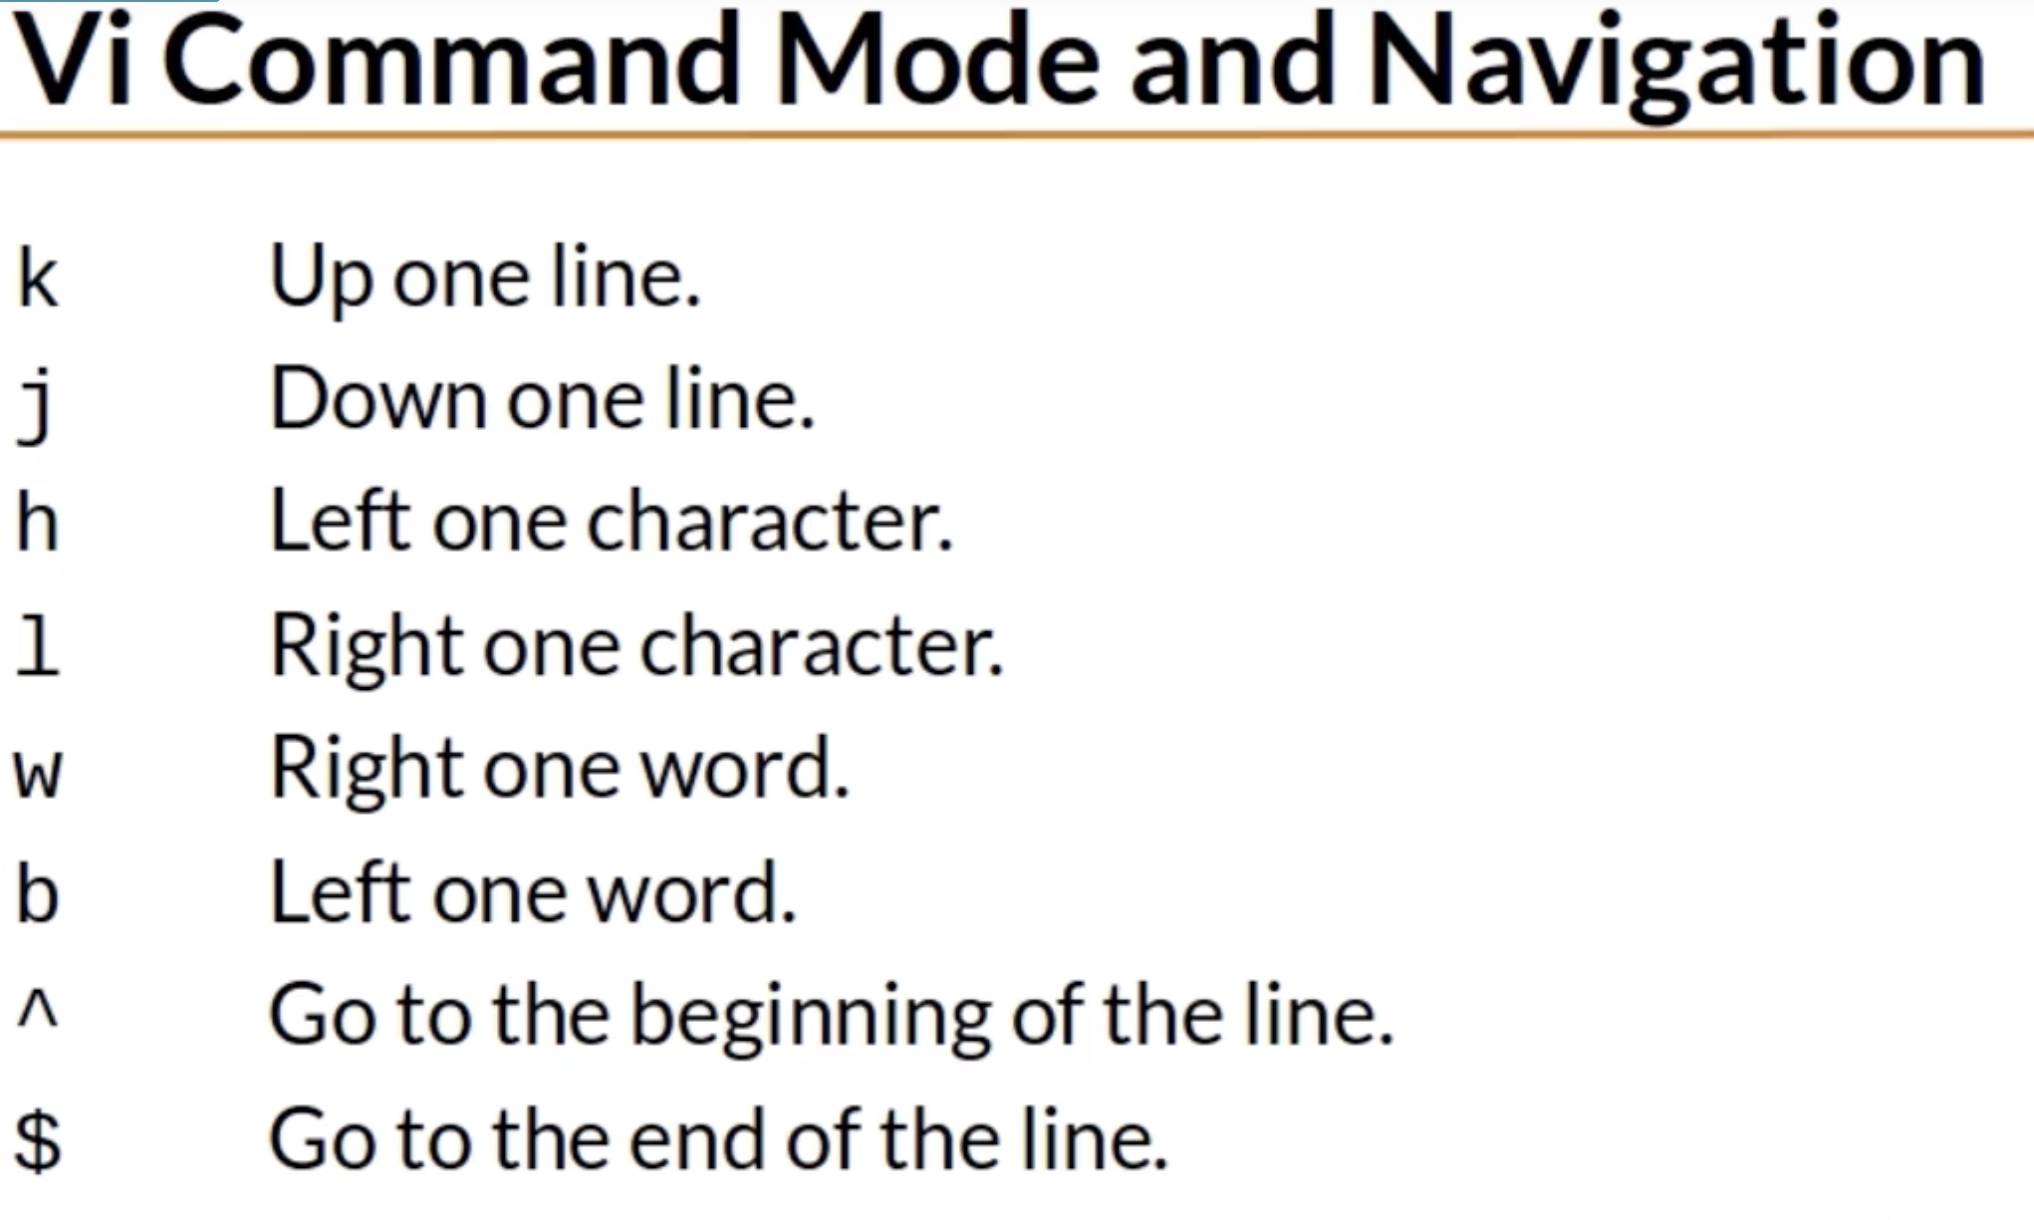 Vi Command Mode and Navigation
k Up one line.
j Down one line.
h Left one character.
l Right one character.
w Right one word.
b Left one word.
^ Go to the beginning of the line.
$ Go to the end of the line.